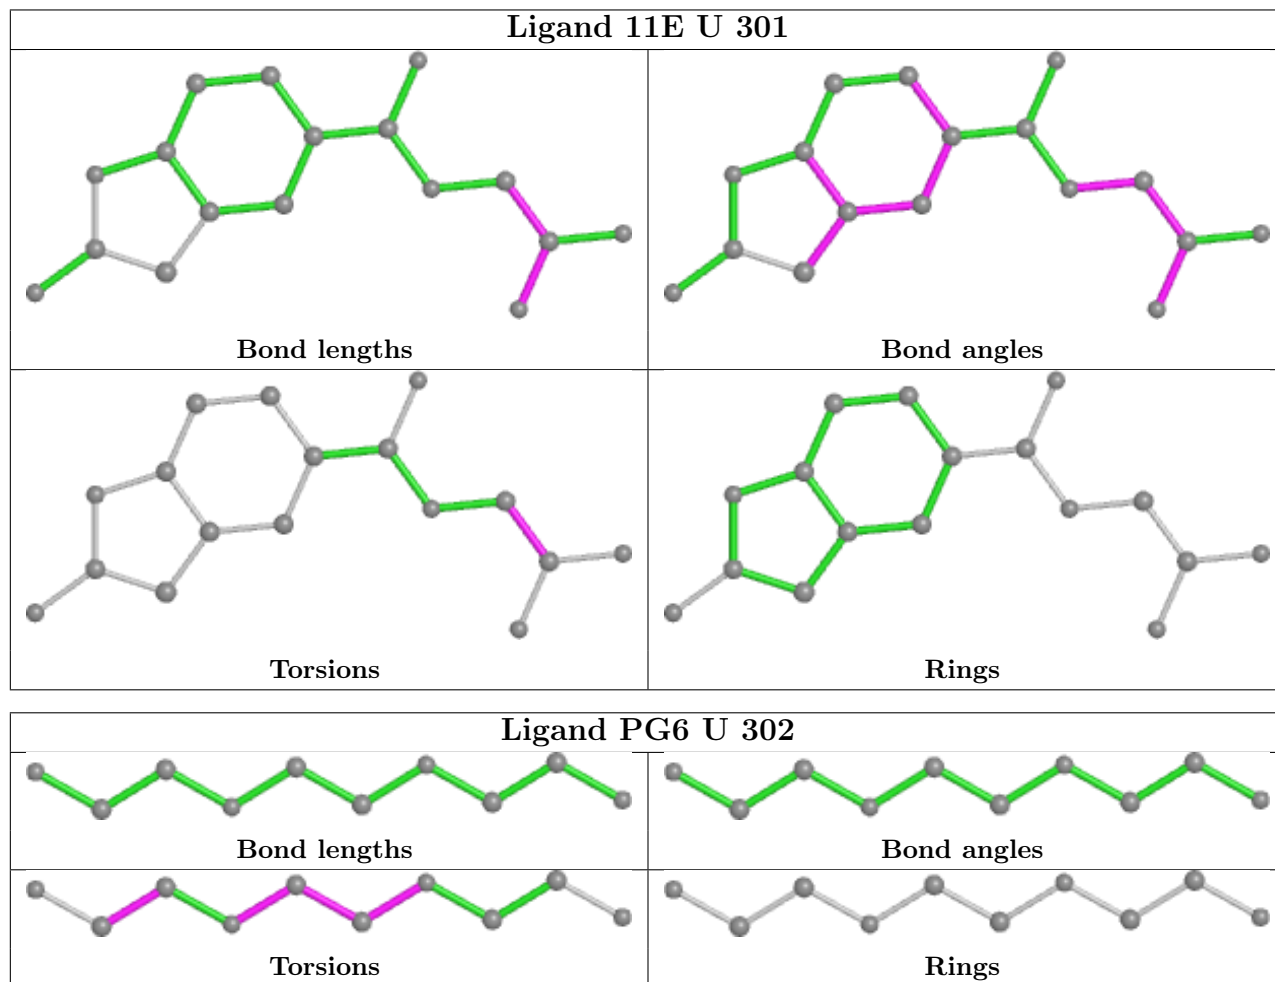 Ligand 11E U 301
Bond lengths
Bond angles
Torsions
Rings
Ligand PG6 U 302
Bond lengths
Bond angles
Torsions
Rings